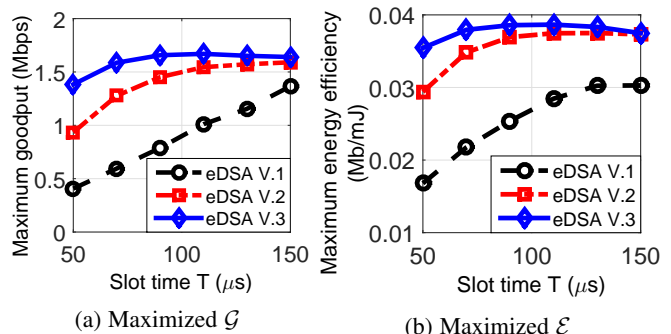 Maximum goodput (Mbps)
2
1.5
1
0.5
0
50
100
150
Slot time T (μs)
eDSA V.1
eDSA V.2
eDSA V.3
(a) Maximized 𝒢
Maximum energy efficiency
(Mb/mJ)
0.04
0.03
0.02
0.01
50
100
150
Slot time T (μs)
eDSA V.1
eDSA V.2
eDSA V.3
(b) Maximized ℰ